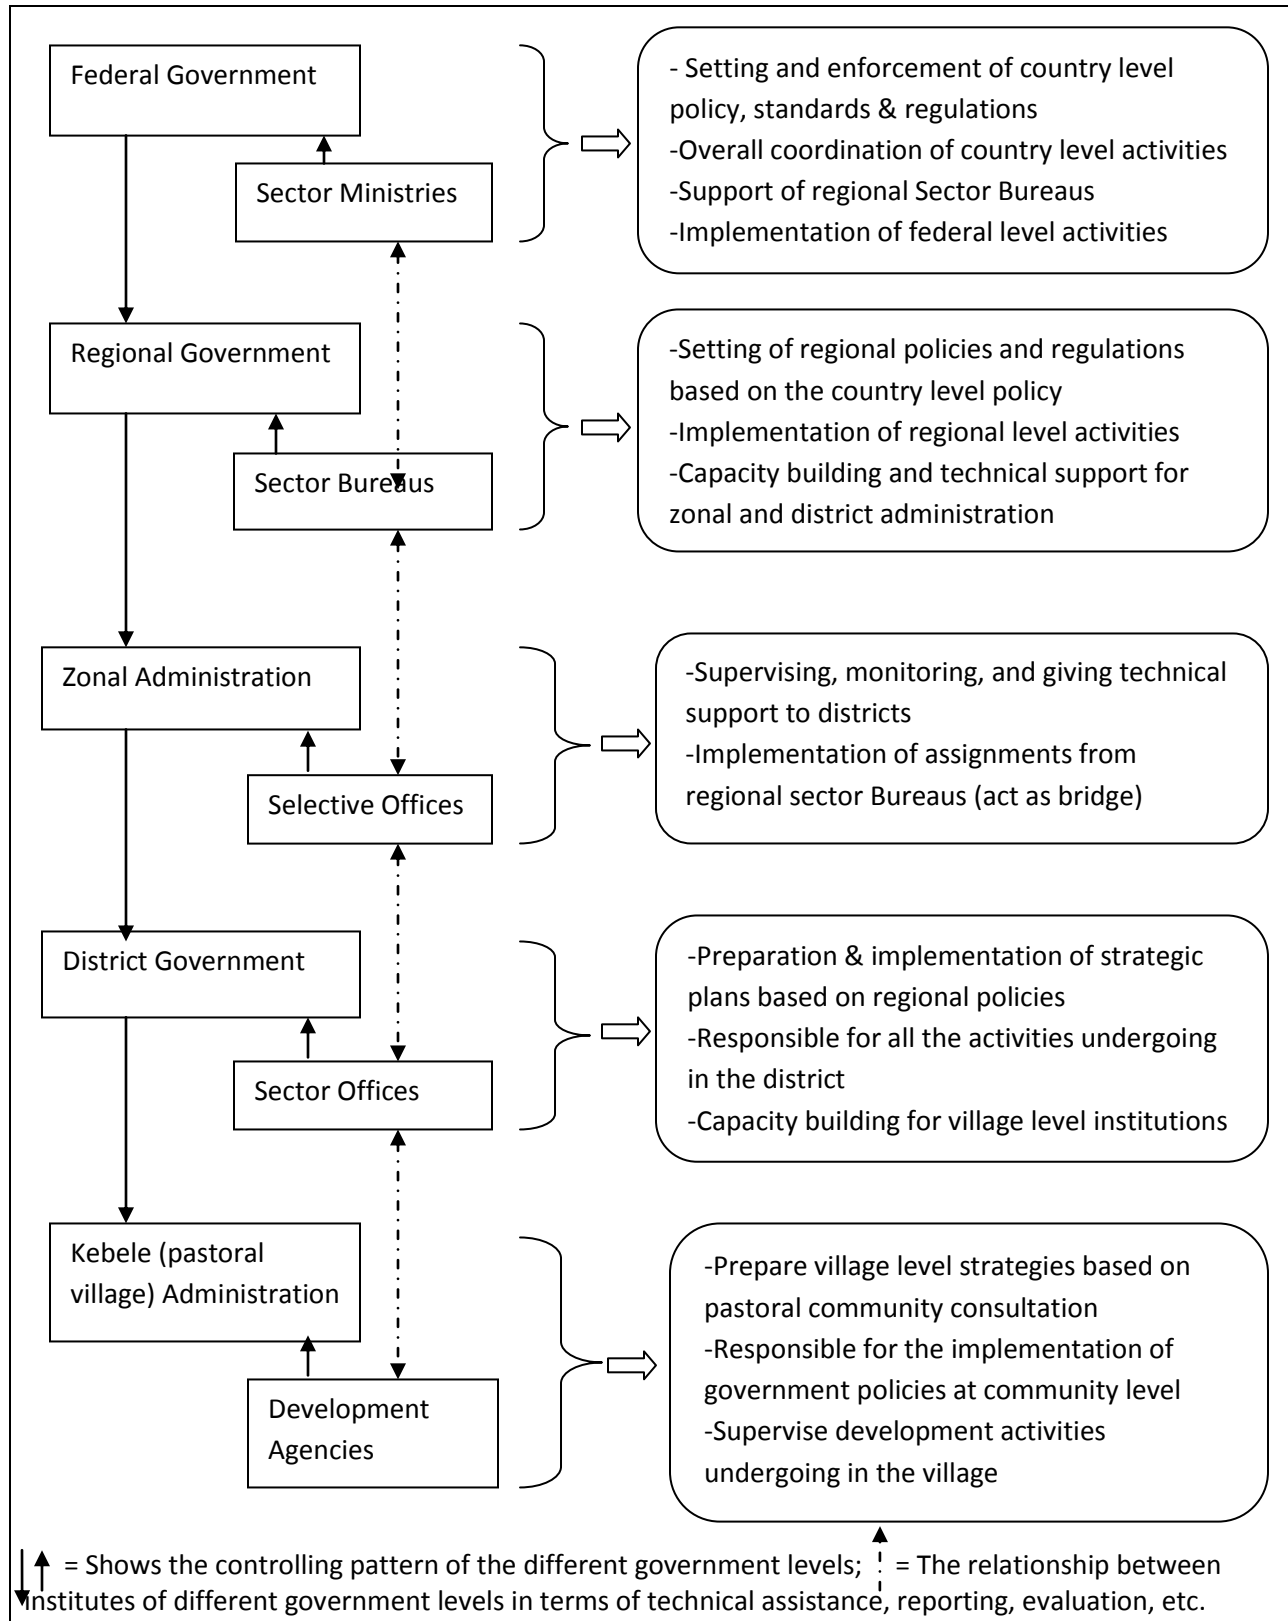 Federal Government
Sector Ministries
- Setting and enforcement of country level
policy, standards & regulations
-Overall coordination of country level activities
-Support of regional Sector Bureaus
-Implementation of federal level activities
Regional Government
Sector Bureaus
-Setting of regional policies and regulations
based on the country level policy
-Implementation of regional level activities
-Capacity building and technical support for
zonal and district administration
Zonal Administration
Selective Offices
-Supervising, monitoring, and giving technical
support to districts
-Implementation of assignments from
regional sector Bureaus (act as bridge)
District Government
Sector Offices
-Preparation & implementation of strategic
plans based on regional policies
-Responsible for all the activities undergoing
in the district
-Capacity building for village level institutions
Kebele (pastoral
village) Administration
Development
Agencies
-Prepare village level strategies based on
pastoral community consultation
-Responsible for the implementation of
government policies at community level
-Supervise development activities
undergoing in the village
= Shows the controlling pattern of the different government levels; = The relationship between
institutes of different government levels in terms of technical assistance, reporting, evaluation, etc.